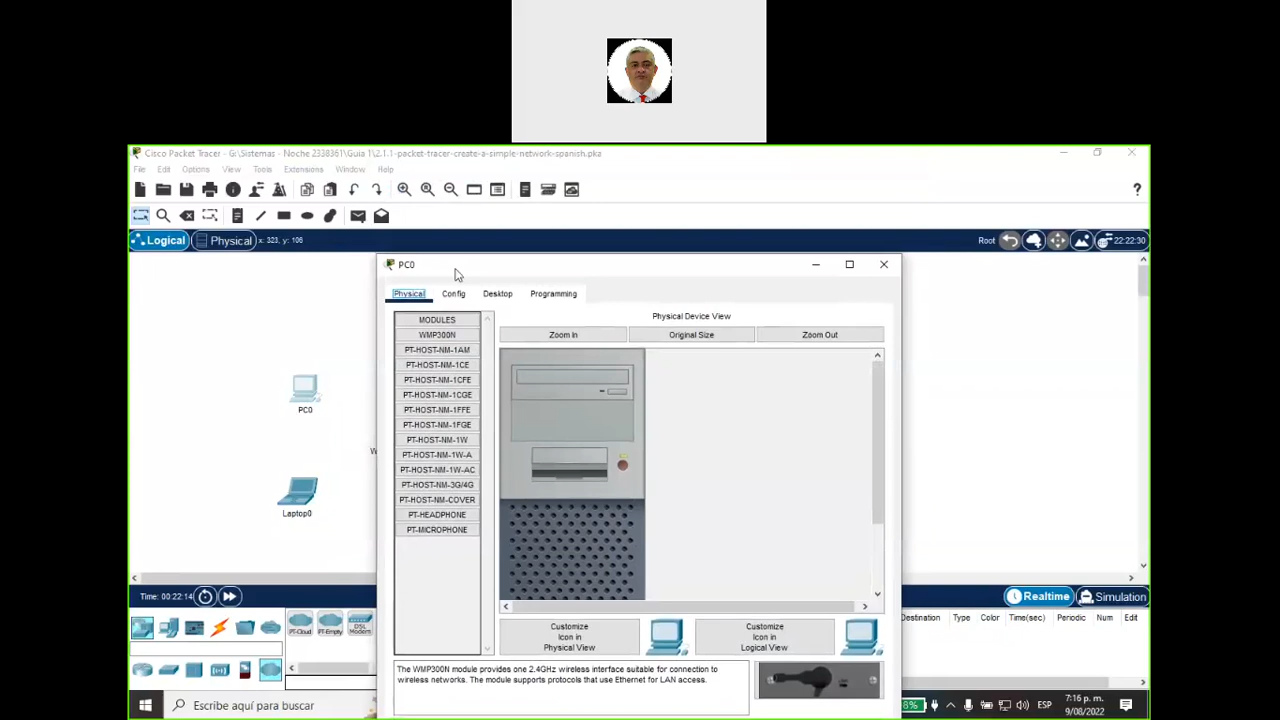 Cisco Packet Tracer - G:\Sistemas - Noche 2338361\Guia 1\2.1.1-packet-tracer-create-a-simple-network-spanish.pka
File Edit Options View Tools Extensions Window Help
?
Logical Physical x: 323, y: 106 Root 22:22:30
PC0
Physical Config Desktop Programming
MODULES
WMP300N
PT-HOST-NM-1AM
PT-HOST-NM-1CE
PT-HOST-NM-1CFE
PT-HOST-NM-1CGE
PT-HOST-NM-1FFE
PT-HOST-NM-1FGE
PT-HOST-NM-1W
PT-HOST-NM-1W-A
PT-HOST-NM-1W-AC
PT-HOST-NM-3G/4G
PT-HOST-NM-COVER
PT-HEADPHONE
PT-MICROPHONE
Physical Device View
Zoom In Original Size Zoom Out
PC0
W
Laptop0
Customize
Icon in
Physical View
Customize
Icon in
Logical View
The WMP300N module provides one 2.4GHz wireless interface suitable for connection to
wireless networks. The module supports protocols that use Ethernet for LAN access.
Time: 00:22:14 Realtime Simulation
PT-Cloud PT-Empty DSL Modem
Destination Type Color Time(sec) Periodic Num Edit
Escribe aquí para buscar
8% ESP 7:16 p. m.
9/08/2022